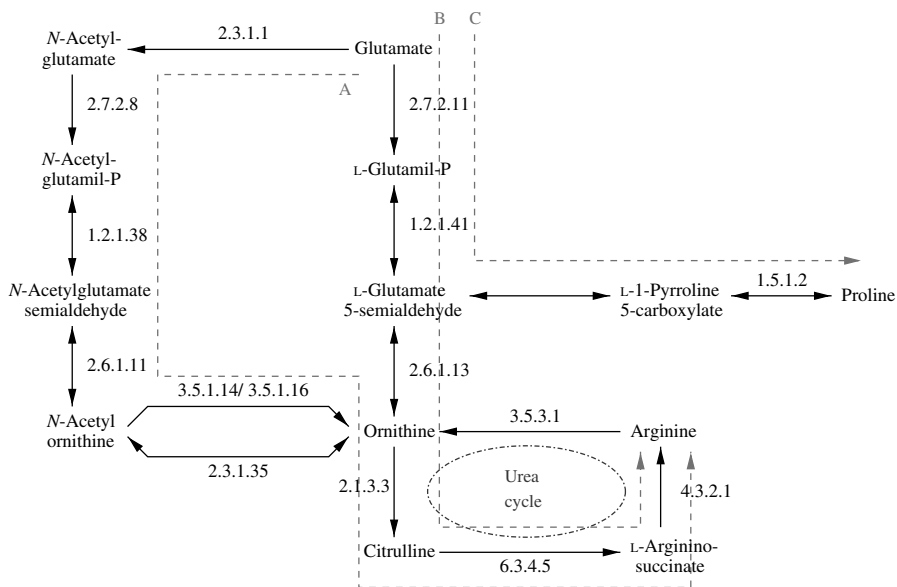 B
C
N-Acetyl-
glutamate
2.3.1.1
Glutamate
A
2.7.2.8
2.7.2.11
N-Acetyl-
glutamil-P
L-Glutamil-P
1.2.1.38
1.2.1.41
N-Acetylglutamate
semialdehyde
L-Glutamate
5-semialdehyde
L-1-Pyrroline
5-carboxylate
1.5.1.2
Proline
2.6.1.11
2.6.1.13
3.5.1.14/ 3.5.1.16
N-Acetyl
ornithine
2.3.1.35
Ornithine
3.5.3.1
Arginine
2.1.3.3
Urea
cycle
4.3.2.1
Citrulline
6.3.4.5
L-Arginino-
succinate